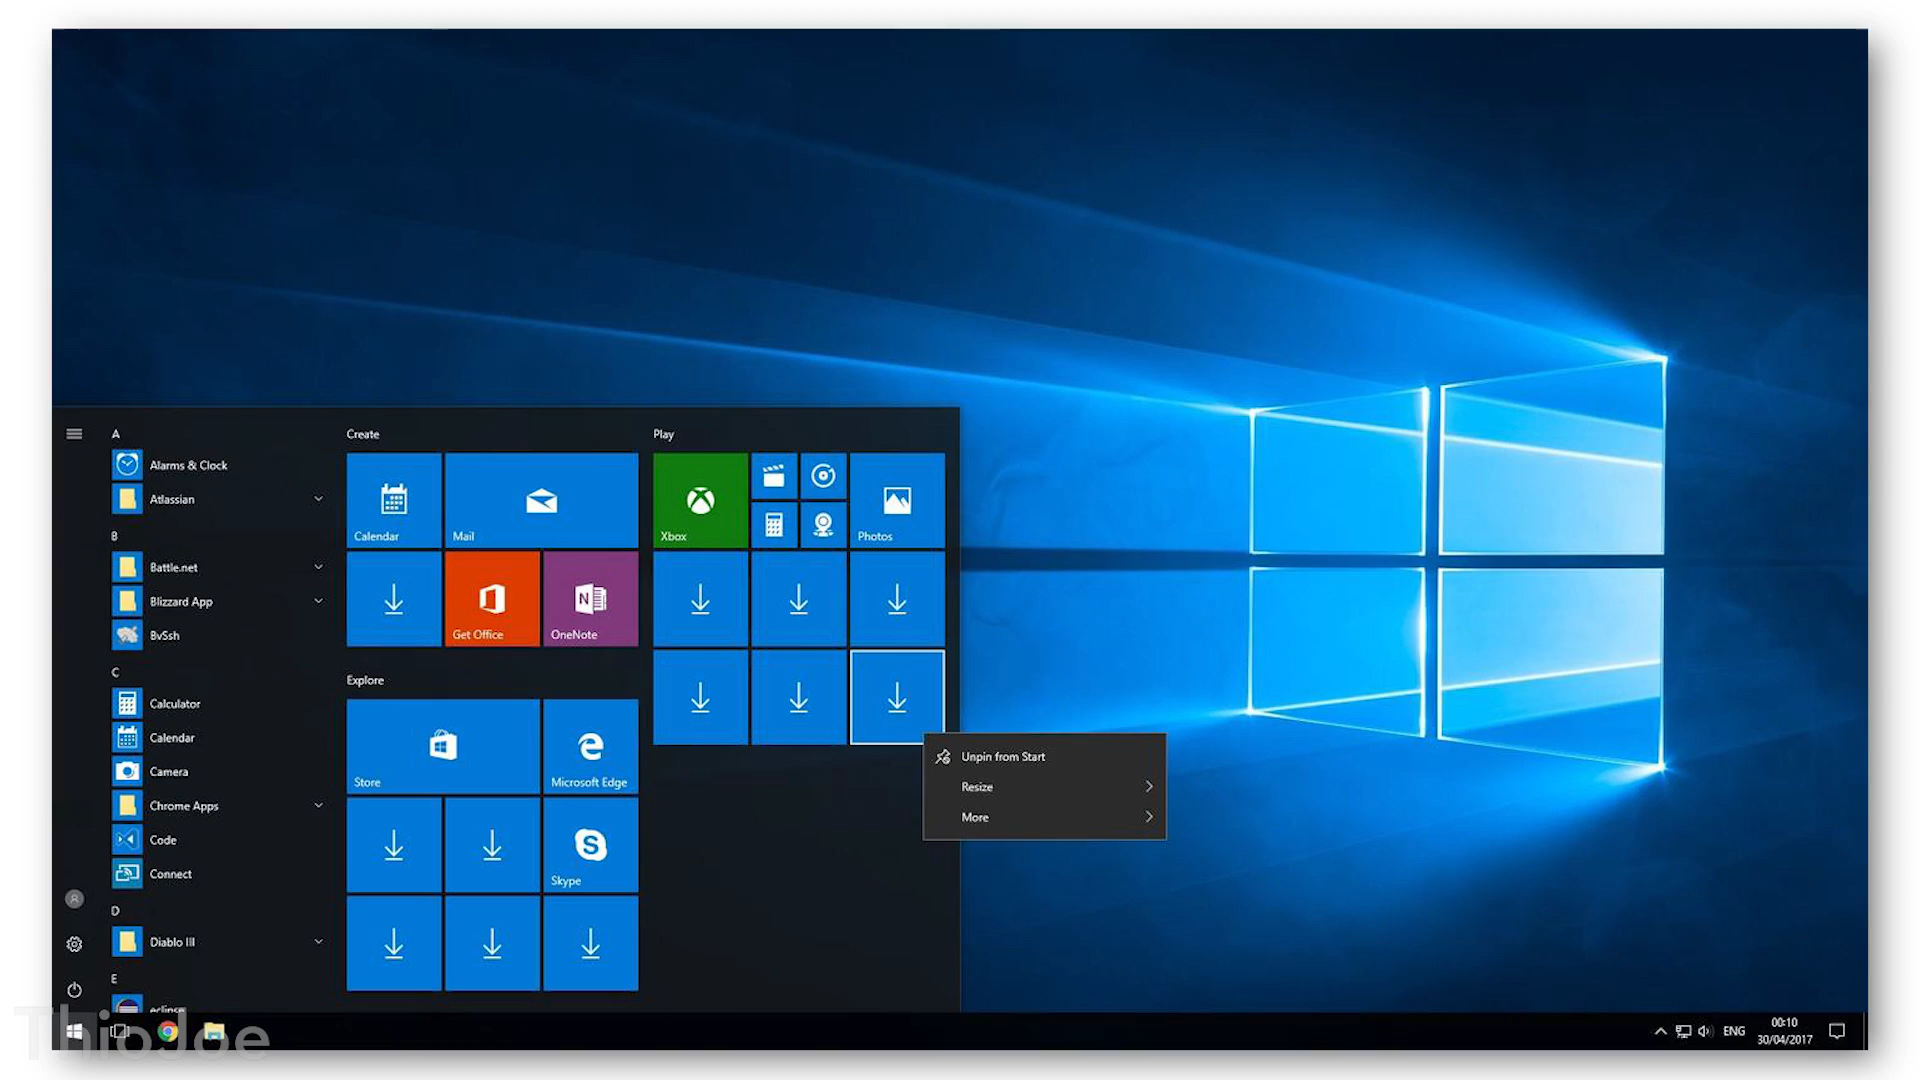 A
Alarms & Clock
Atlassian
B
Battle.net
Blizzard App
BvSsh
C
Calculator
Calendar
Camera
Chrome Apps
Code
Connect
D
Diablo III
E
eclipse
Create
Calendar
Mail
Get Office
N
OneNote
Explore
Store
Microsoft Edge
S
Skype
Play
Xbox
Photos
Unpin from Start
Resize
More
ThioJoe
ENG
00:10
30/04/2017